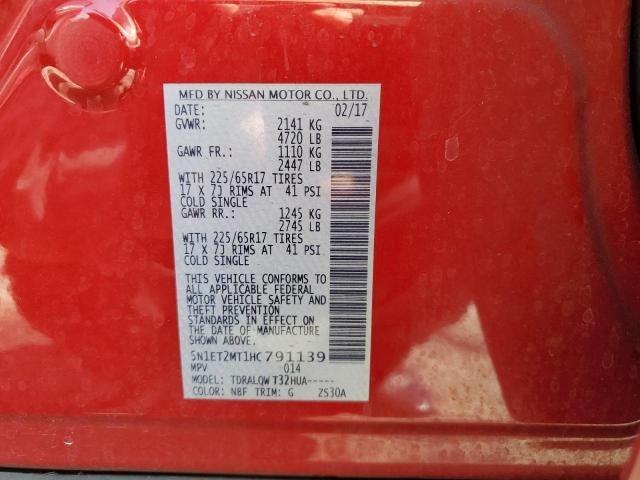 MFD BY NISSAN MOTOR CO., LTD.
DATE: 02/17
GVWR: 2141 KG
4720 LB
GAWR FR.: 1110 KG
2447 LB
WITH 225/65R17 TIRES
17 X 7J RIMS AT 41 PSI
COLD SINGLE
GAWR RR.: 1245 KG
2745 LB
WITH 225/65R17 TIRES
17 X 7J RIMS AT 41 PSI
COLD SINGLE
THIS VEHICLE CONFORMS TO
ALL APPLICABLE FEDERAL
MOTOR VEHICLE SAFETY AND
THEFT PREVENTION
STANDARDS IN EFFECT ON
THE DATE OF MANUFACTURE
SHOWN ABOVE.
5N1ET2MT1HC791139
MPV 014
MODEL: TDRALQW T32HUA-----
COLOR: NBF TRIM: G ZS30A